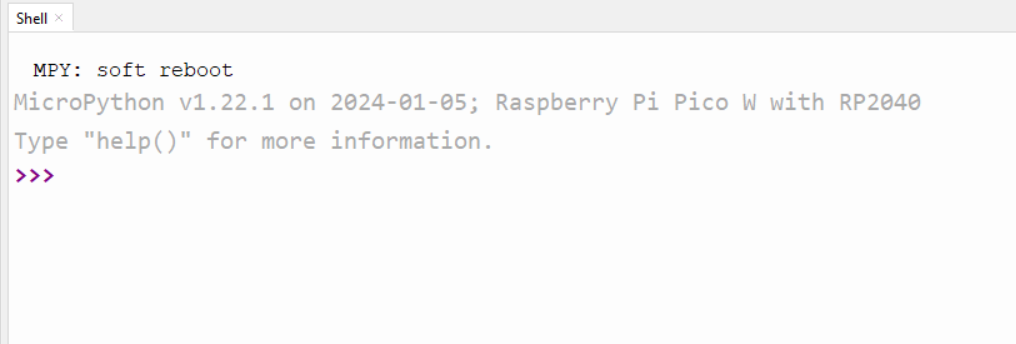 Shell ×
MPY: soft reboot
MicroPython v1.22.1 on 2024-01-05; Raspberry Pi Pico W with RP2040
Type "help()" for more information.
>>>